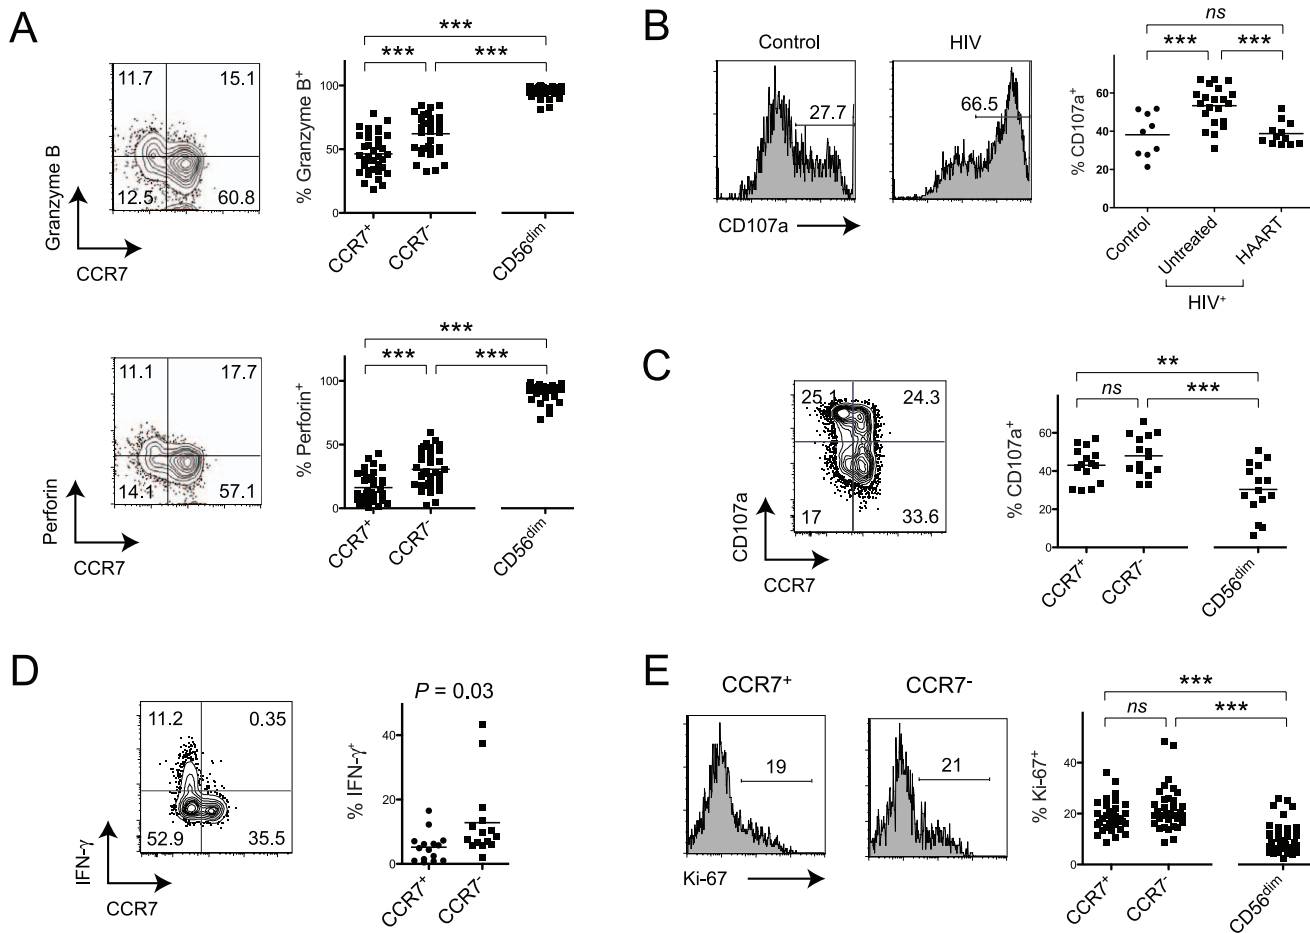 A
Granzyme B
11.7 15.1
12.5 60.8
CCR7
*** 
*** ***
% Granzyme B+
100
50
0
CCR7+ CCR7- CD56dim
Perforin
11.1 17.7
14.1 57.1
CCR7
***
*** ***
% Perforin+
100
50
0
CCR7+ CCR7- CD56dim
B
Control HIV
27.7 66.5
CD107a
ns
*** ***
% CD107a+
60
40
20
0
Control Untreated HAART
HIV+
C
25.1 24.3
17 33.6
CD107a
CCR7
**
ns ***
% CD107a+
60
40
20
0
CCR7+ CCR7- CD56dim
D
11.2 0.35
52.9 35.5
IFN-γ
CCR7
P = 0.03
% IFN-γ+
40
20
0
CCR7+ CCR7-
E
CCR7+ CCR7-
19 21
Ki-67
***
ns ***
% Ki-67+
40
20
0
CCR7+ CCR7- CD56dim